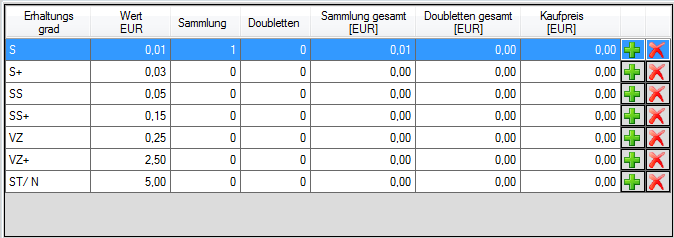 Erhaltungs grad Wert EUR Sammlung Doubletten Sammlung gesamt [EUR] Doubletten gesamt [EUR] Kaufpreis [EUR]
S 0,01 1 0 0,01 0,00 0,00
S+ 0,03 0 0 0,00 0,00 0,00
SS 0,05 0 0 0,00 0,00 0,00
SS+ 0,15 0 0 0,00 0,00 0,00
VZ 0,25 0 0 0,00 0,00 0,00
VZ+ 2,50 0 0 0,00 0,00 0,00
ST/ N 5,00 0 0 0,00 0,00 0,00